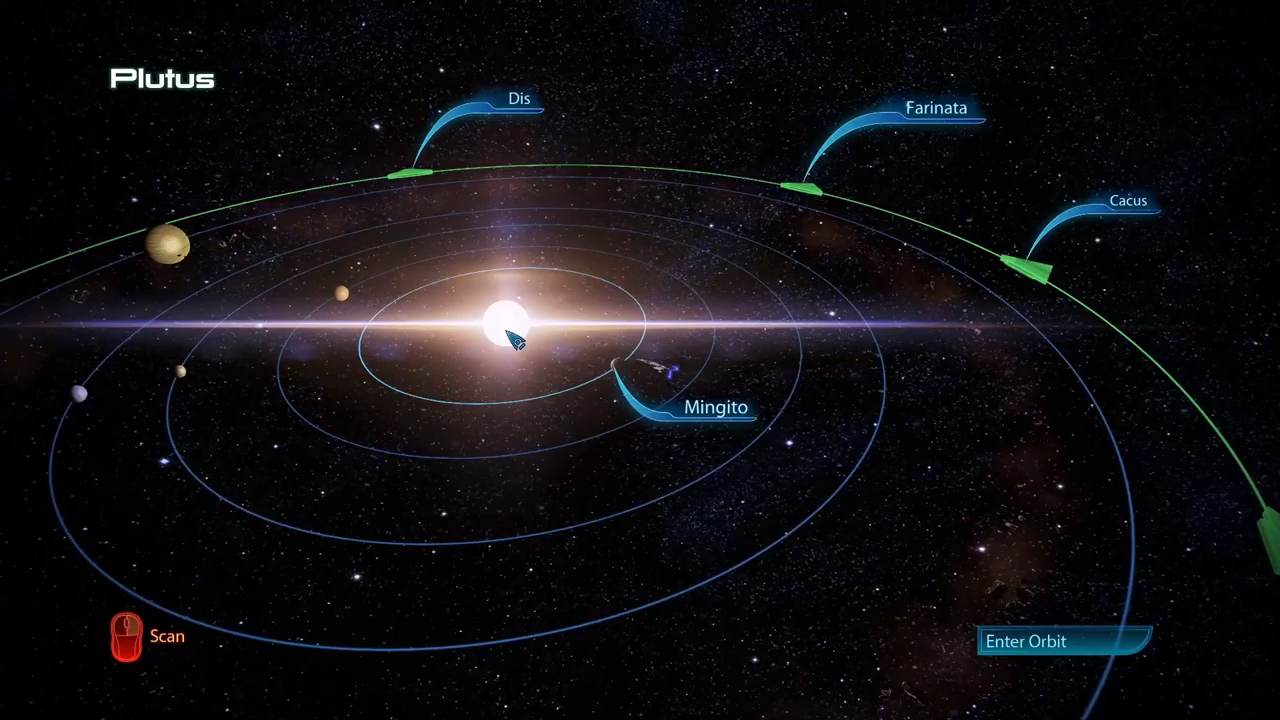 Plutus
Dis
Farinata
Cacus
Mingito
Scan
Enter Orbit